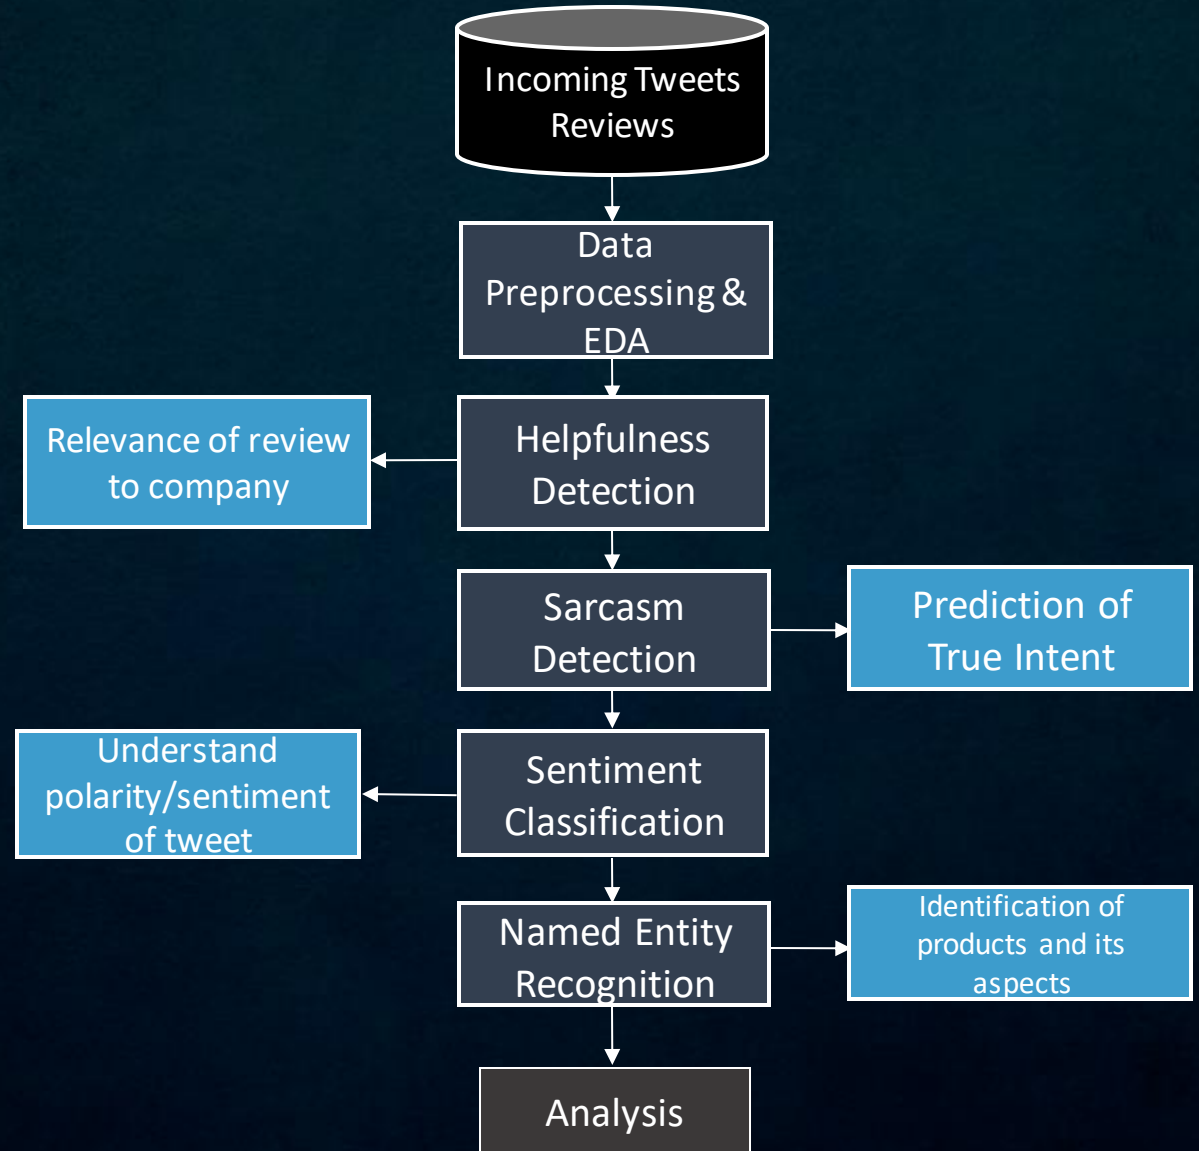 Incoming Tweets
Reviews
Data
Preprocessing &
EDA
Relevance of review
to company
Helpfulness
Detection
Sarcasm
Detection
Prediction of
True Intent
Understand
polarity/sentiment
of tweet
Sentiment
Classification
Named Entity
Recognition
Identification of
products and its
aspects
Analysis